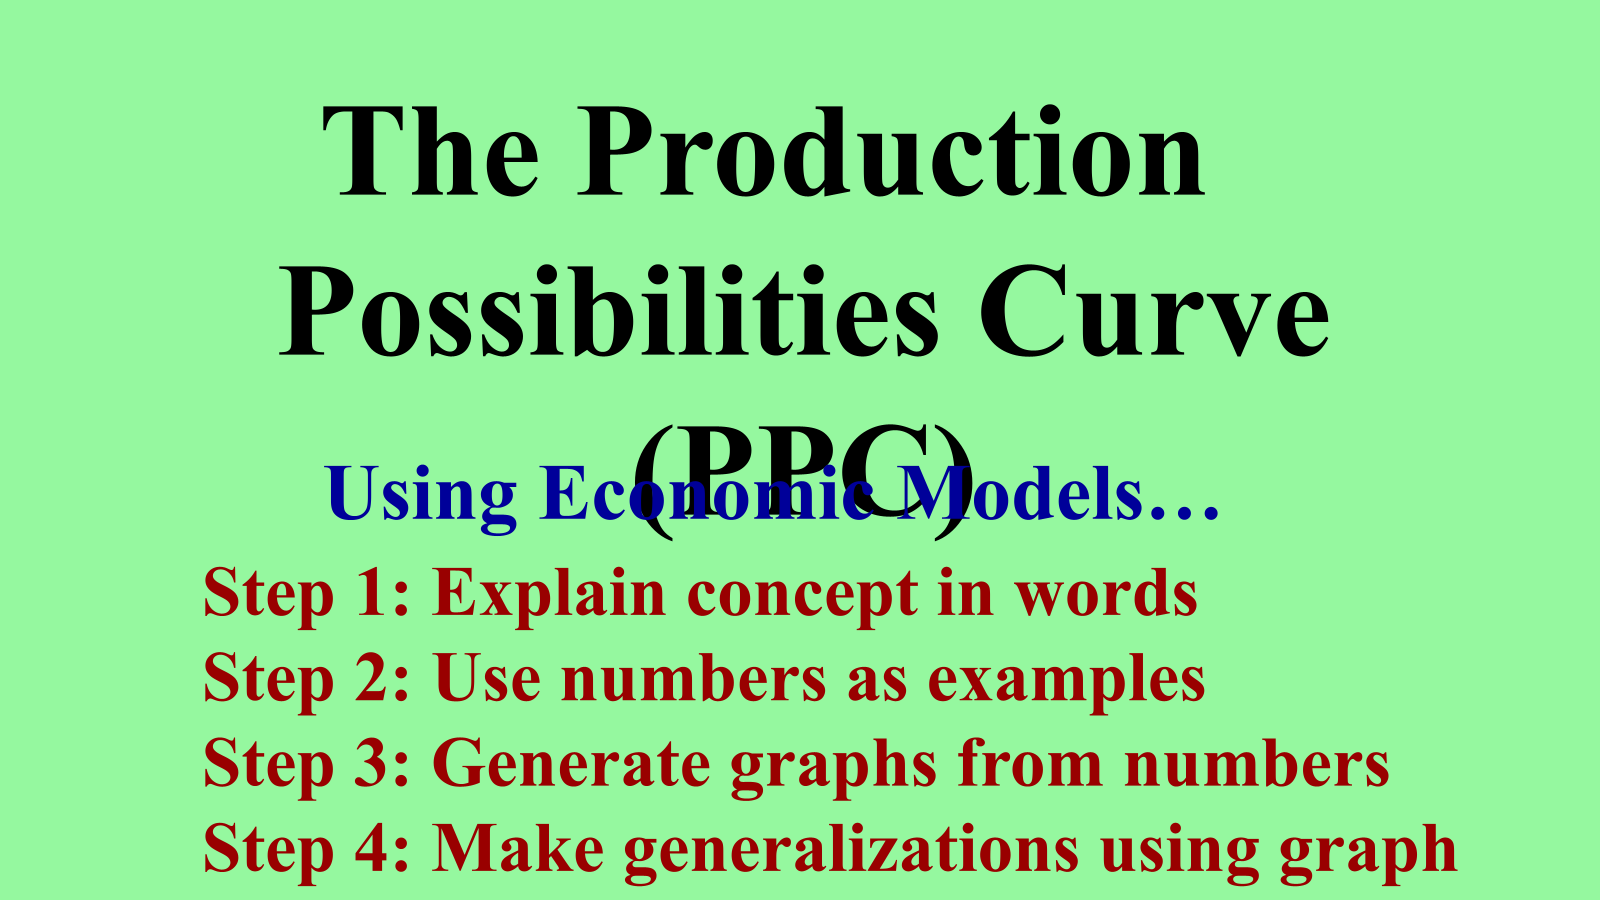 The Production
Possibilities Curve
(PPC)
Using Economic Models…
Step 1: Explain concept in words
Step 2: Use numbers as examples
Step 3: Generate graphs from numbers
Step 4: Make generalizations using graph